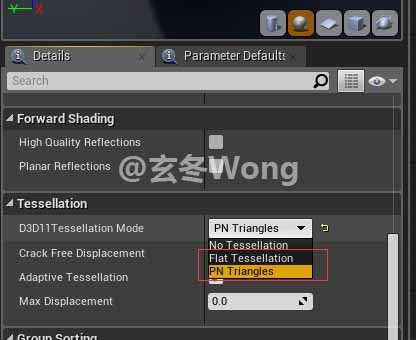 Y X
Details Parameter Defaults
Search
Forward Shading
High Quality Reflections
Planar Reflections
@玄冬Wong
Tessellation
D3D11Tessellation Mode PN Triangles
No Tessellation
Crack Free Displacement Flat Tessellation
Adaptive Tessellation PN Triangles
Max Displacement 0.0
Group Sorting